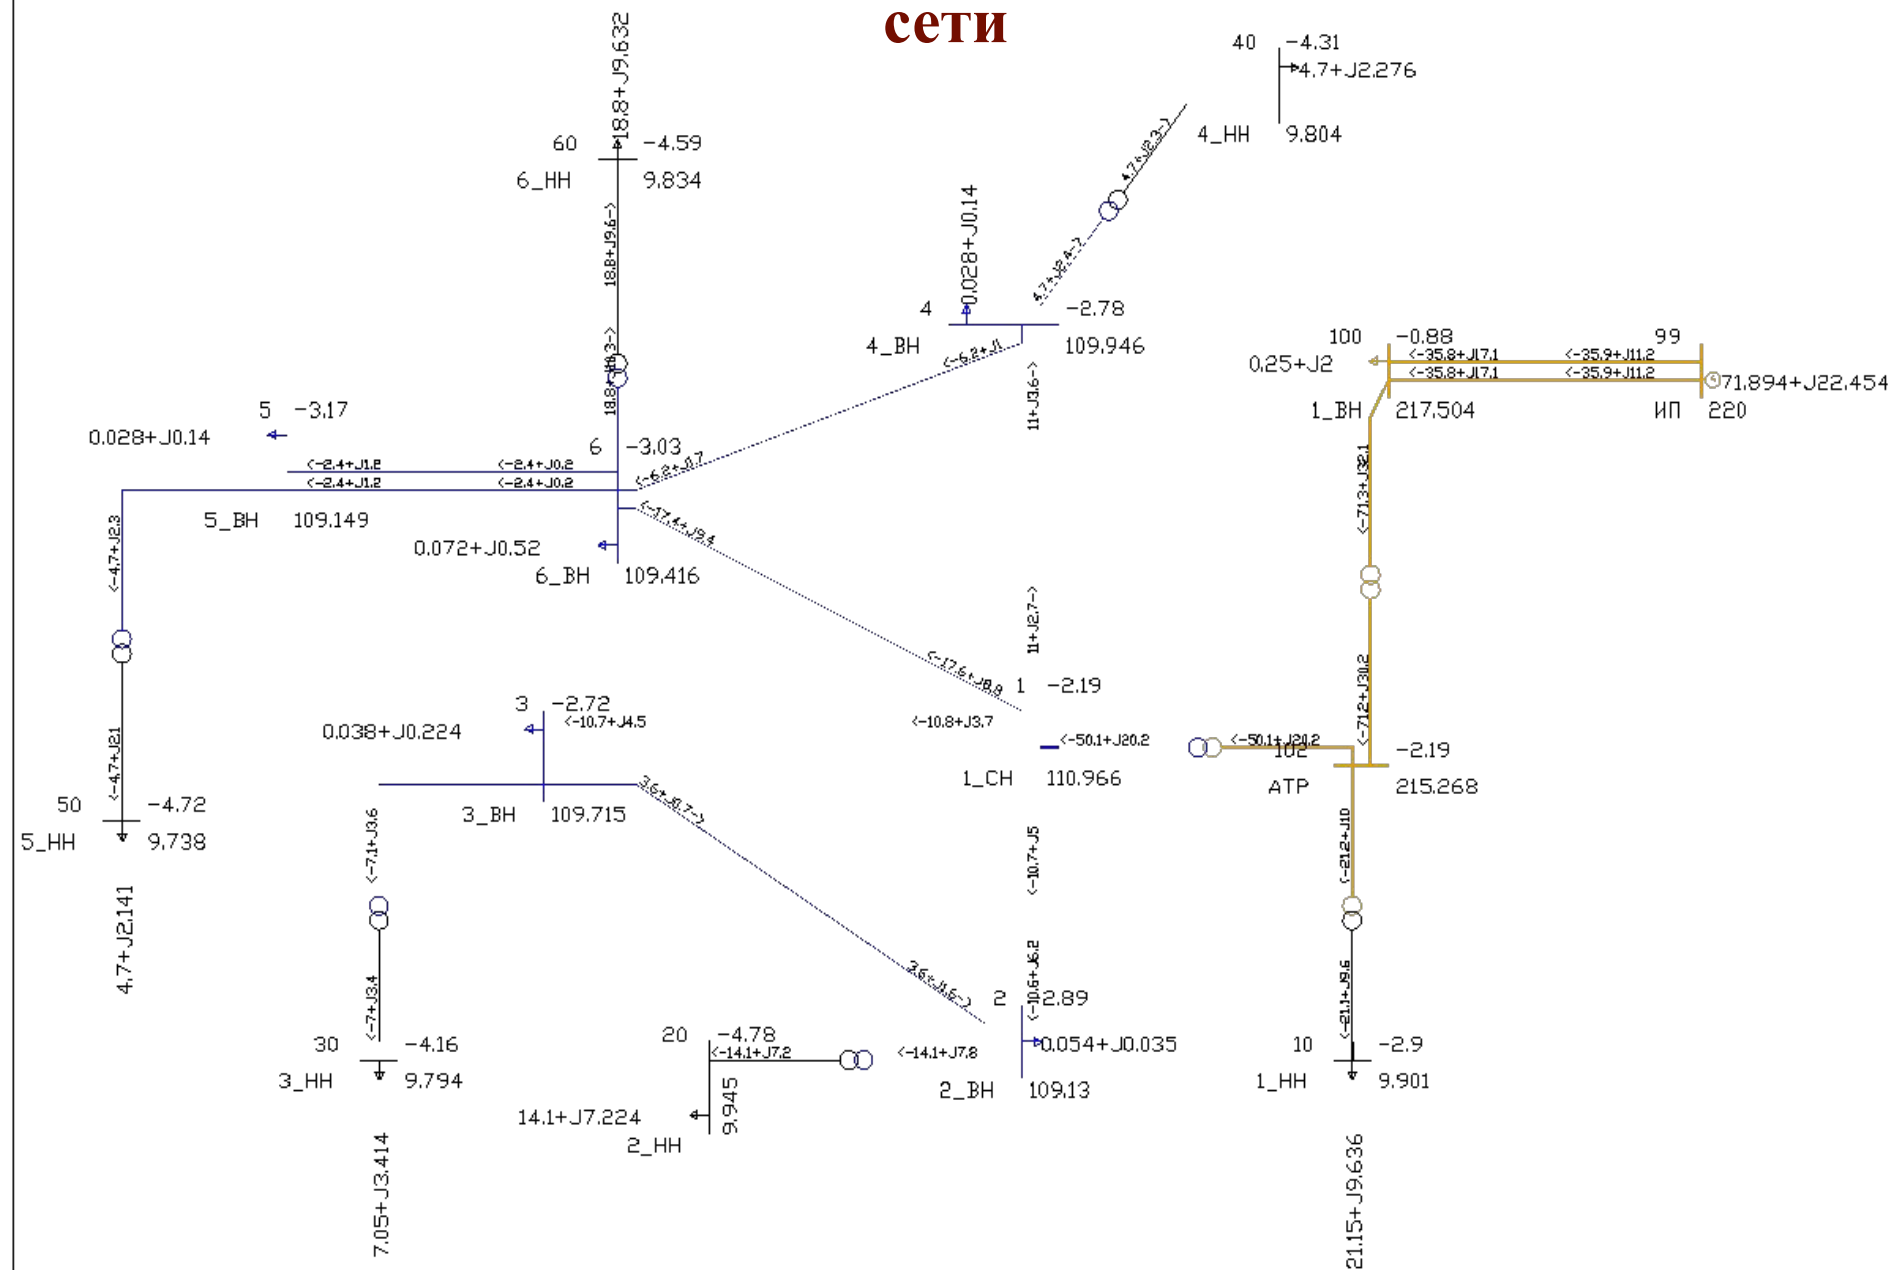 сети
18.8+J9.632
40 -4.31
4.7+J2.276
4_НН 9.804
4.7+J2.3->
60 -4.59
6_НН 9.834
18.8+J9.6->
0.028+J0.14
4.7+J2.4->
4 -2.78
4_ВН 109.946
<-6.2+J1
11+J3.6->
100 -0.88 99
0.25+J2 <-35.8+J17.1 <-35.9+J11.2
<-35.8+J17.1 <-35.9+J11.2 71.894+J22.454
1_ВН 217.504 ИП 220
5 -3.17
0.028+J0.14
6 -3.03
<-2.4+J1.2 <-2.4+J0.2
<-2.4+J1.2 <-2.4+J0.2
<-6.2+J1.7
<-71.3+J32.1
5_ВН 109.149
<-17.4+J9.4
0.072+J0.52
6_ВН 109.416
<-4.7+J2.3
11+J2.7->
<-17.6+J8.8
1 -2.19
3 -2.72
<-10.7+J4.5 <-10.8+J3.7
0.038+J0.224
<-50.1+J20.2 <-50.1+J20.2
<-71.2+J30.2
102 -2.19
1_СН 110.966
АТР 215.268
<-4.7+J2.1
50 -4.72
5_НН 9.738
3_ВН 109.715
3.6+J0.7->
<-7.1+J3.6
<-10.7+J5
<-21.2+J10
4.7+J2.141
3.6+J1.6->
<-10.6+J6.2
<-7+J3.4
<-21.1+J9.6
2 -2.89
20 -4.78
<-14.1+J7.2 <-14.1+J7.8
0.054+J0.035
30 -4.16
3_НН 9.794
2_ВН 109.13
10 -2.9
1_НН 9.901
9.945
14.1+J7.224
2_НН
7.05+J3.414
21.15+J9.636